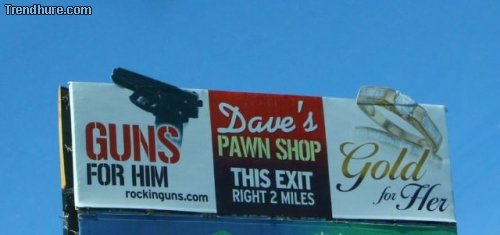 Trendhure.com
GUNS
FOR HIM
rockinguns.com
Dave's
PAWN SHOP
THIS EXIT
RIGHT 2 MILES
Gold
for Her